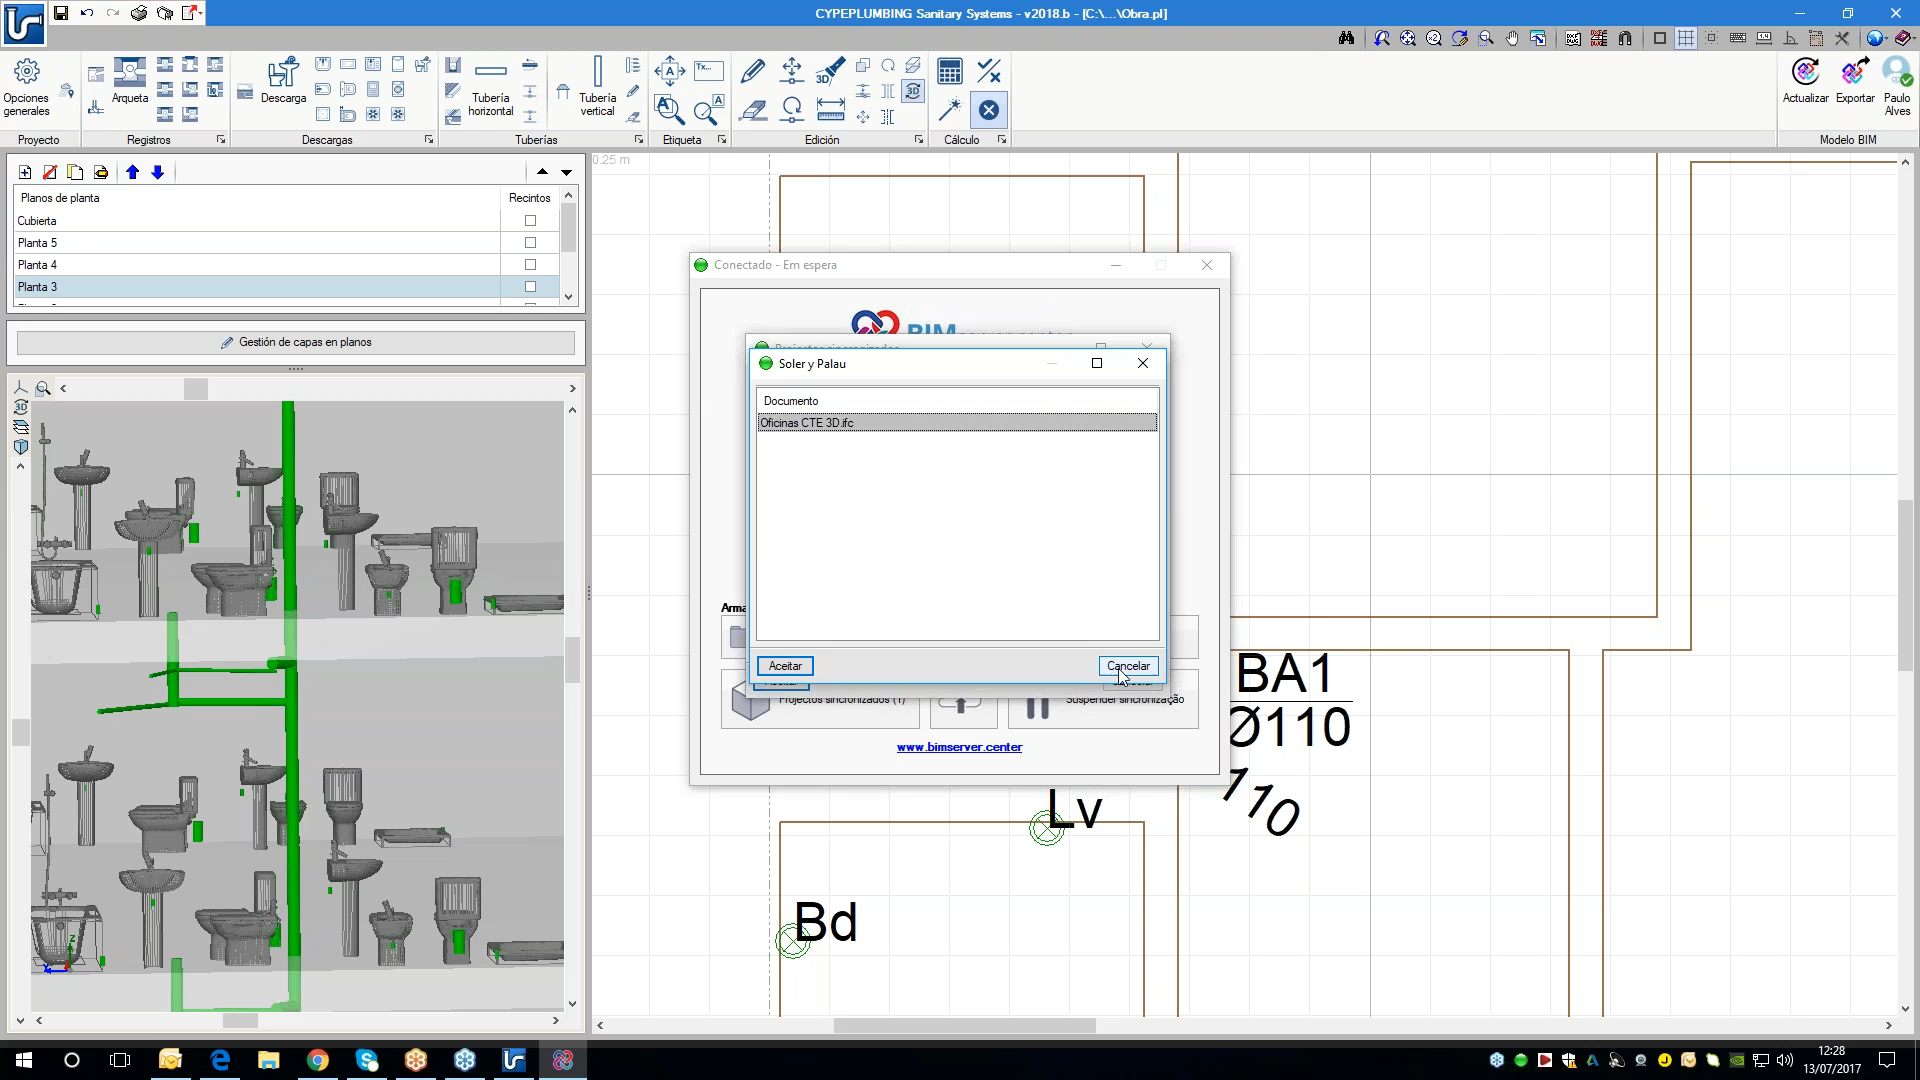 CYPEPLUMBING Sanitary Systems - v2018.b - [C:\...\Obra.pl]
Opciones generales
Arqueta
Descarga
Tubería horizontal
Tubería vertical
Actualizar
Exportar
Paulo Alves
Proyecto
Registros
Descargas
Tuberías
Etiqueta
Edición
Cálculo
Modelo BIM
Planos de planta
Recintos
Cubierta
Planta 5
Planta 4
Planta 3
Gestión de capas en planos
0.25 m
Conectado - Em espera
Soler y Palau
Documento
Oficinas CTE 3D.ifc
Aceitar
Cancelar
Projectos sincronizados (1)
Suspender sincronização
www.bimserver.center
BA1
Ø110
110
Lv
Bd
12:28
13/07/2017